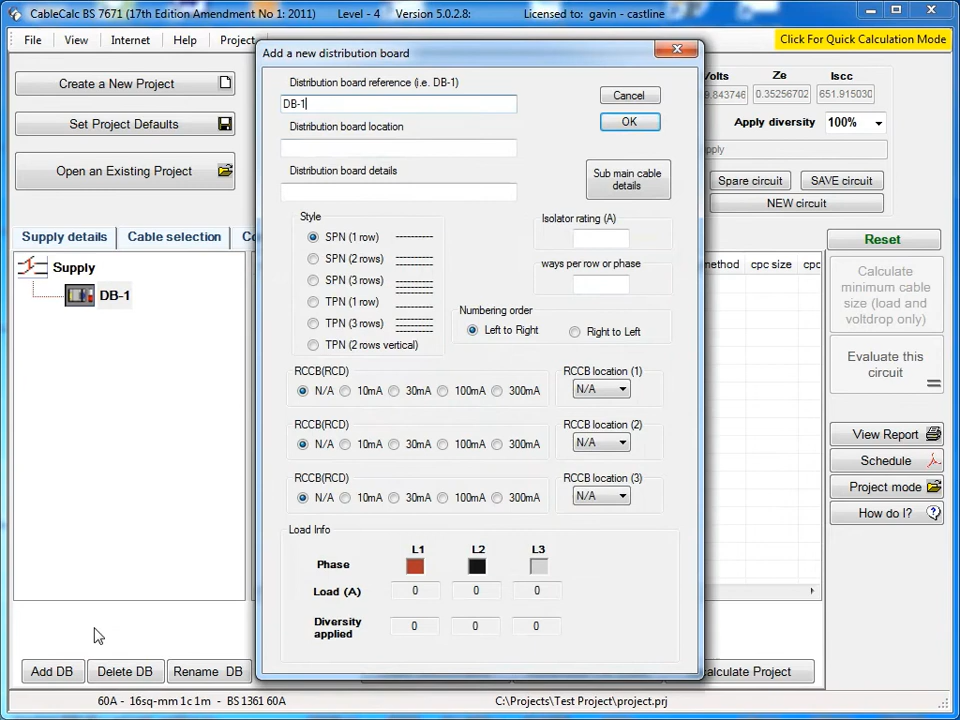 CableCalc BS 7671 (17th Edition Amendment No 1: 2011) Level - 4 Version 5.0.2.8: Licensed to: gavin - castline
File View Internet Help Project
Click For Quick Calculation Mode
Add a new distribution board
Create a New Project
Set Project Defaults
Open an Existing Project
Distribution board reference (i.e. DB-1)
DB-1
Distribution board location
Distribution board details
Cancel
OK
Sub main cable details
Volts Ze Iscc
9.843746 0.35256702 651.915030
Apply diversity 100%
Spare circuit SAVE circuit
NEW circuit
Supply details Cable selection
Supply
DB-1
Style
SPN (1 row)
SPN (2 rows)
SPN (3 rows)
TPN (1 row)
TPN (3 rows)
TPN (2 rows vertical)
Isolator rating (A)
ways per row or phase
Numbering order
Left to Right Right to Left
RCCB(RCD)
N/A 10mA 30mA 100mA 300mA
RCCB location (1)
N/A
RCCB(RCD)
N/A 10mA 30mA 100mA 300mA
RCCB location (2)
N/A
RCCB(RCD)
N/A 10mA 30mA 100mA 300mA
RCCB location (3)
N/A
Load Info
L1 L2 L3
Phase
Load (A) 0 0 0
Diversity applied 0 0 0
method cpc size cpc
Reset
Calculate minimum cable size (load and voltdrop only)
Evaluate this circuit
View Report
Schedule
Project mode
How do I?
Add DB Delete DB Rename DB
alculate Project
60A - 16sq-mm 1c 1m - BS 1361 60A
C:\Projects\Test Project\project.prj